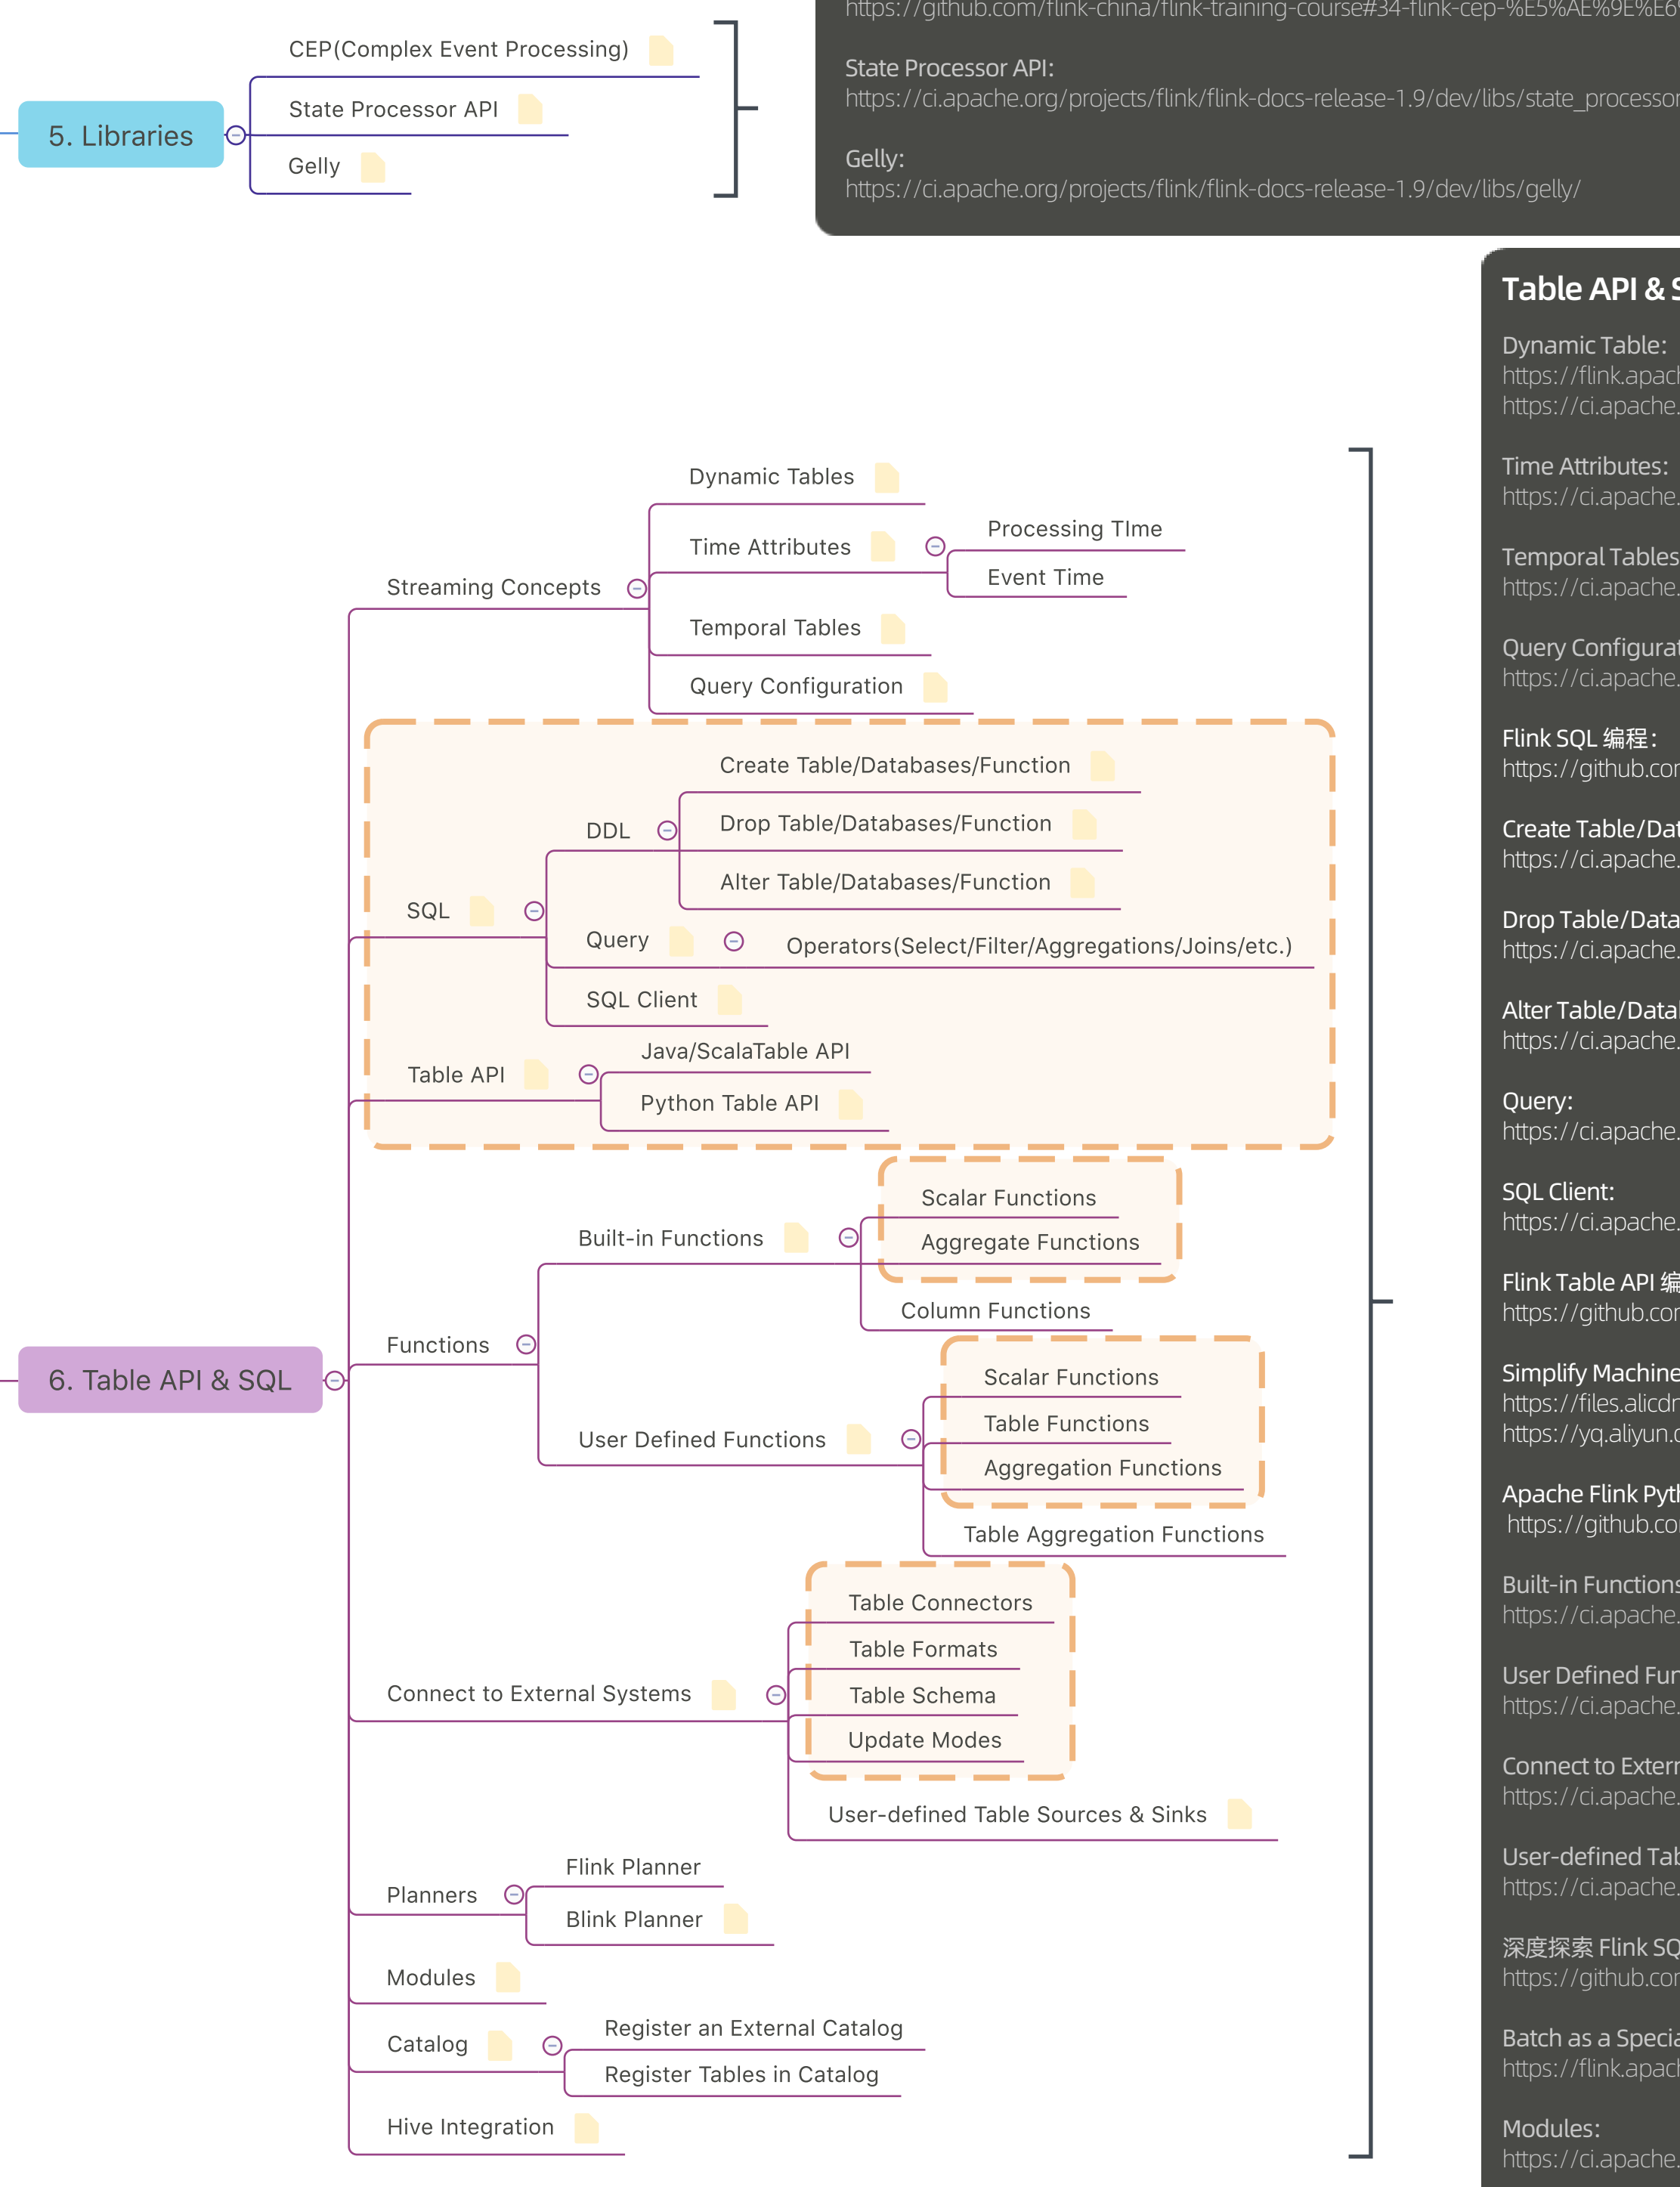 5. Libraries
CEP(Complex Event Processing)
State Processor API
Gelly
https://github.com/flink-china/flink-training-course#34-flink-cep-%E5%AE%9E%E6%
State Processor API:
https://ci.apache.org/projects/flink/flink-docs-release-1.9/dev/libs/state_processor
Gelly:
https://ci.apache.org/projects/flink/flink-docs-release-1.9/dev/libs/gelly/
6. Table API & SQL
Streaming Concepts
Dynamic Tables
Time Attributes
Processing TIme
Event Time
Temporal Tables
Query Configuration
SQL
DDL
Create Table/Databases/Function
Drop Table/Databases/Function
Alter Table/Databases/Function
Query
Operators(Select/Filter/Aggregations/Joins/etc.)
SQL Client
Table API
Java/ScalaTable API
Python Table API
Functions
Built-in Functions
Scalar Functions
Aggregate Functions
Column Functions
User Defined Functions
Scalar Functions
Table Functions
Aggregation Functions
Table Aggregation Functions
Connect to External Systems
Table Connectors
Table Formats
Table Schema
Update Modes
User-defined Table Sources & Sinks
Planners
Flink Planner
Blink Planner
Modules
Catalog
Register an External Catalog
Register Tables in Catalog
Hive Integration
Table API & S
Dynamic Table:
https://flink.apach
https://ci.apache.
Time Attributes:
https://ci.apache.
Temporal Tables
https://ci.apache.
Query Configurat
https://ci.apache.
Flink SQL 编程:
https://github.com
Create Table/Dat
https://ci.apache.
Drop Table/Data
https://ci.apache.
Alter Table/Datal
https://ci.apache.
Query:
https://ci.apache.
SQL Client:
https://ci.apache.
Flink Table API 编
https://github.com
Simplify Machine
https://files.alicdn
https://yq.aliyun.c
Apache Flink Pyth
https://github.com
Built-in Functions
https://ci.apache.
User Defined Fun
https://ci.apache.
Connect to Extern
https://ci.apache.
User-defined Tab
https://ci.apache.
深度探索 Flink SQ
https://github.com
Batch as a Specia
https://flink.apach
Modules:
https://ci.apache.